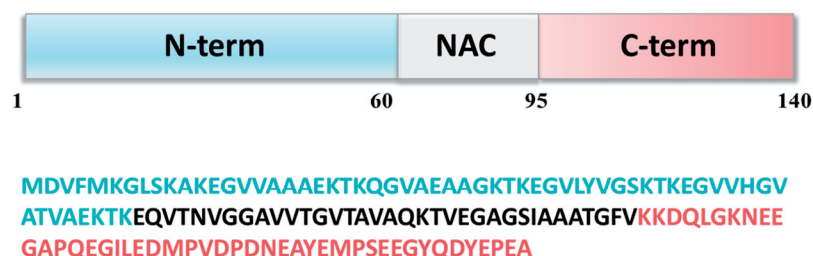 N-term NAC C-term
1 60 95 140
MDVFMKGLSKAKEGVVAAAEKTKQGVAEAAGKTKEGVLYVGSKTKEGVVHGV
ATVAEKTKEQVTNVGGAVVTGVTAVAQKTVEGAGSIAAATGFVKKDQLGKNEE
GAPQEGILEDMPVDPDNEAYEMPSEEGYQDYEPEA